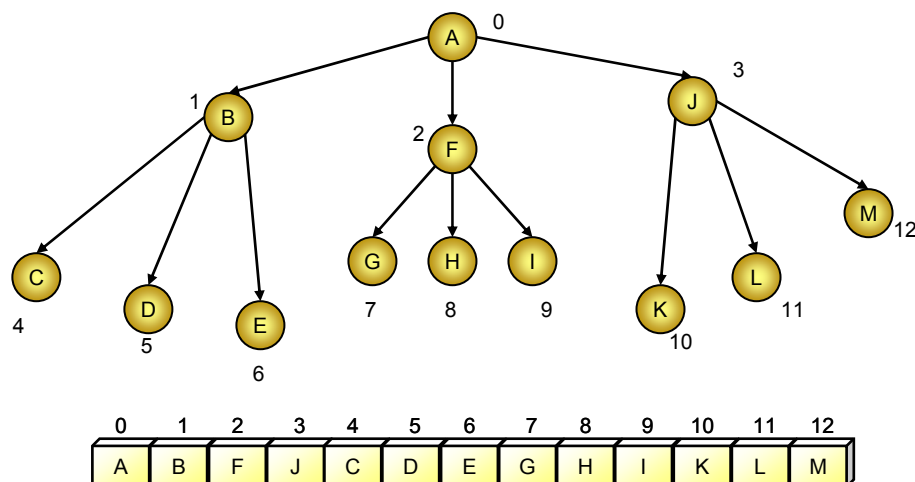 A 0
1 B
2 F
J 3
C 4
D 5
E 6
G 7
H 8
I 9
K 10
L 11
M 12
0 1 2 3 4 5 6 7 8 9 10 11 12
A B F J C D E G H I K L M